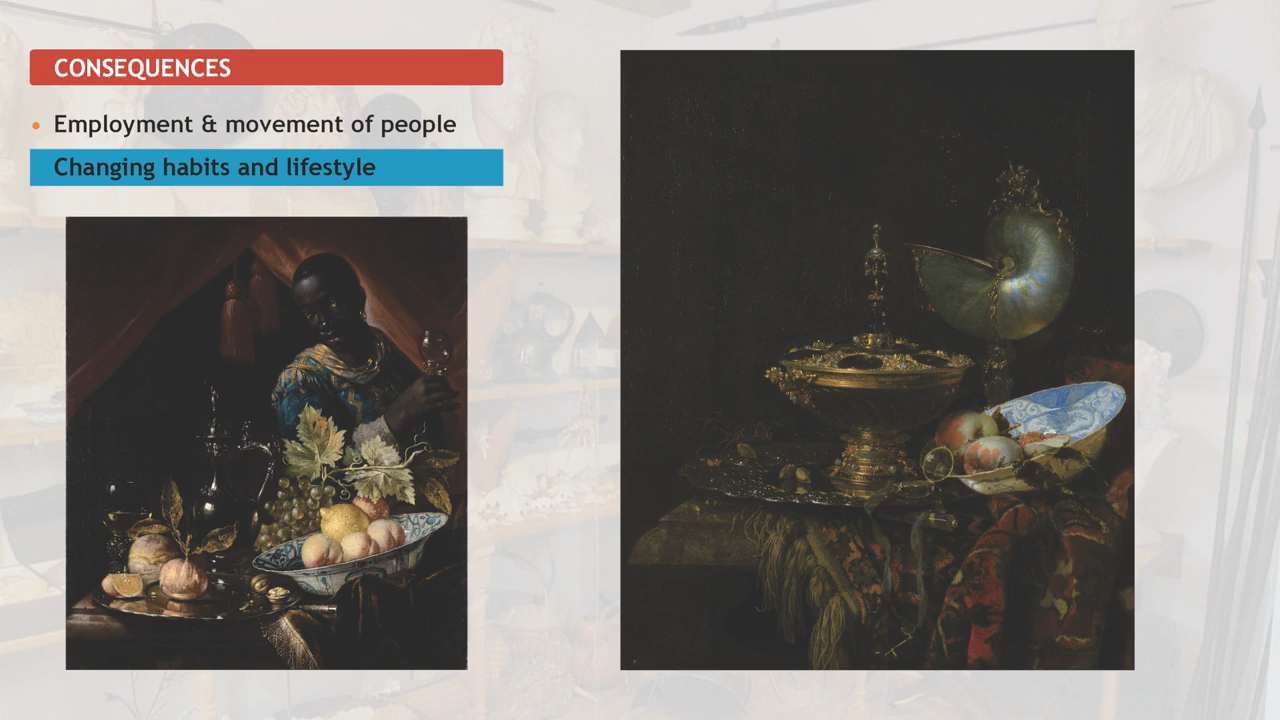 CONSEQUENCES
• Employment & movement of people
Changing habits and lifestyle